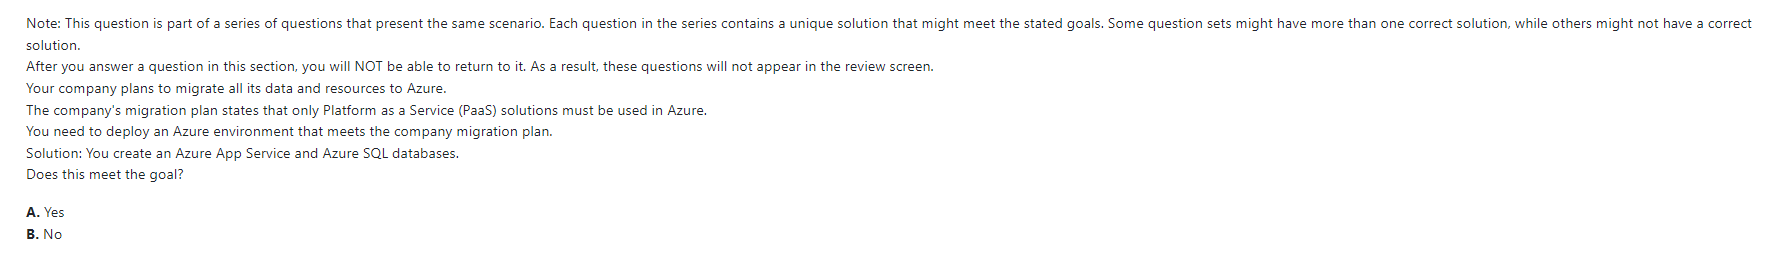 Note: This question is part of a series of questions that present the same scenario. Each question in the series contains a unique solution that might meet the stated goals. Some question sets might have more than one correct solution, while others might not have a correct
solution.
After you answer a question in this section, you will NOT be able to return to it. As a result, these questions will not appear in the review screen.
Your company plans to migrate all its data and resources to Azure.
The company's migration plan states that only Platform as a Service (PaaS) solutions must be used in Azure.
You need to deploy an Azure environment that meets the company migration plan.
Solution: You create an Azure App Service and Azure SQL databases.
Does this meet the goal?
A. Yes
B. No